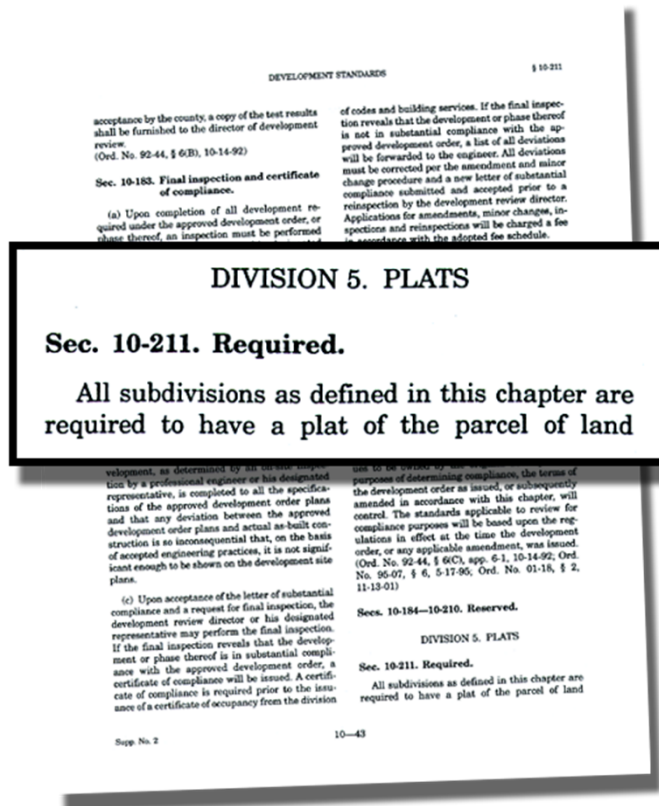 DEVELOPMENT STANDARDS
§ 10-211
acceptance by the county, a copy of the test results
shall be furnished to the director of development
review.
(Ord. No. 92-44, § 6(B), 10-14-92)
Sec. 10-183. Final inspection and certificate
of compliance.
(a) Upon completion of all development re-
quired under the approved development order, or
phase thereof, an inspection must be performed
of codes and building services. If the final inspec-
tion reveals that the development or phase thereof
is not in substantial compliance with the ap-
proved development order, a list of all deviations
will be forwarded to the engineer. All deviations
must be corrected per the amendment and minor
change procedure and a new letter of substantial
compliance submitted and accepted prior to a
reinspection by the development review director.
Applications for amendments, minor changes, in-
spections and reinspections will be charged a fee
in accordance with the adopted fee schedule.
DIVISION 5. PLATS
Sec. 10-211. Required.
All subdivisions as defined in this chapter are
required to have a plat of the parcel of land
velopment, as determined by an on-site inspec-
tion by a professional engineer or his designated
representative, is completed to all the specifica-
tions of the approved development order plans
and that any deviation between the approved
development order plans and actual as-built con-
struction is so inconsequential that, on the basis
of accepted engineering practices, it is not signif-
icant enough to be shown on the development site
plans.
(c) Upon acceptance of the letter of substantial
compliance and a request for final inspection, the
development review director or his designated
representative may perform the final inspection.
If the final inspection reveals that the develop-
ment or phase thereof is in substantial compli-
ance with the approved development order, a
certificate of compliance will be issued. A certifi-
cate of compliance is required prior to the issu-
ance of a certificate of occupancy from the division
ues to be owned by the
purposes of determining compliance, the terms of
the development order as issued, or subsequently
amended in accordance with this chapter, will
control. The standards applicable to review for
compliance purposes will be based upon the reg-
ulations in effect at the time the development
order, or any applicable amendment, was issued.
(Ord. No. 92-44, § 6(C), app. 6-1, 10-14-92; Ord.
No. 95-07, § 6, 5-17-95; Ord. No. 01-18, § 2,
11-13-01)
Secs. 10-184—10-210. Reserved.
DIVISION 5. PLATS
Sec. 10-211. Required.
All subdivisions as defined in this chapter are
required to have a plat of the parcel of land
Supp. No. 2
10—43